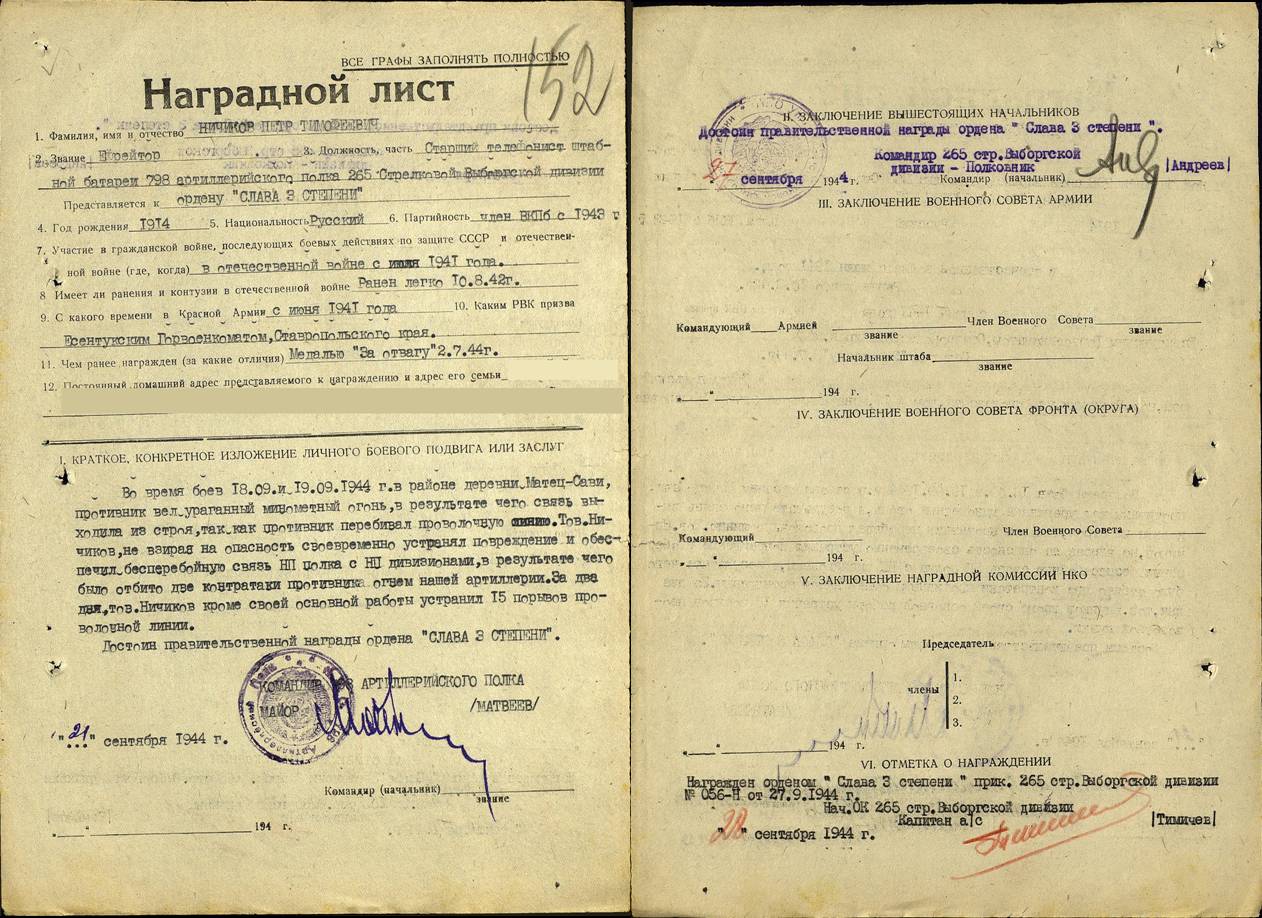 152
ВСЕ ГРАФЫ ЗАПОЛНЯТЬ ПОЛНОСТЬЮ
Наградной лист
1. Фамилия, имя и отчество НИЧИКОВ ПЕТР ТИМОФЕЕВИЧ
2. Звание Ефрейтор 3. Должность, часть Старший телефонист штаб-
ной батареи 798 артиллерийского полка 265 Стрелковой Выборгской дивизии
Представляется к ордену "СЛАВА 3 СТЕПЕНИ"
4. Год рождения 1914 5. Национальность Русский 6. Партийность член ВКПб с 1943 г
7. Участие в гражданской войне, последующих боевых действиях по защите СССР и отечествен-
ной войне (где, когда) в отечественной войне с июля 1941 года.
8 Имеет ли ранения и контузии в отечественной войне Ранен легко 10.8.42г.
9. С какого времени в Красной Армии с июня 1941 года 10. Каким РВК призва
Есентукским Горвоенкоматом,Ставропольского края.
11. Чем ранее награжден (за какие отличия) Медалью "За отвагу"2.7.44г.
12. Постоянный домашний адрес представляемого к награждению и адрес его семьи
I. КРАТКОЕ, КОНКРЕТНОЕ ИЗЛОЖЕНИЕ ЛИЧНОГО БОЕВОГО ПОДВИГА ИЛИ ЗАСЛУГ
Во время боев 18.09.и 19.09.1944 г.в районе деревни Матец-Сави,
противник вел ураганный минометный огонь,в результате чего связь вы-
ходила из строя,так как противник перебивал проволочную линию.Тов.Ни-
чиков,не взирая на опасность своевременно устранял повреждение и обес-
печил бесперебойную связь НП полка с НП дивизионами,в результате чего
было отбито две контратаки противника огнем нашей артиллерии.За два
дня,тов.Ничиков кроме своей основной работы устранил 15 порывов про-
волочной линии.
Достоин правительственной награды ордена "СЛАВА 3 СТЕПЕНИ".
КОМАНДИР 798 АРТИЛЛЕРИЙСКОГО ПОЛКА
МАЙОР /МАТВЕЕВ/
"21" сентября 1944 г.
Командир (начальник)
звание
" " 194 г.
II. ЗАКЛЮЧЕНИЕ ВЫШЕСТОЯЩИХ НАЧАЛЬНИКОВ
Достоин правительственной награды ордена " Слава 3 степени ".
Командир 265 стр.Выборгской
дивизии - Полковник |Андреев|
"27" сентября 1944 г. Командир (начальник)
III. ЗАКЛЮЧЕНИЕ ВОЕННОГО СОВЕТА АРМИИ
Командующий Армией Член Военного Совета
звание звание
Начальник штаба
звание
" " 194 г.
IV. ЗАКЛЮЧЕНИЕ ВОЕННОГО СОВЕТА ФРОНТА (ОКРУГА)
Командующий Член Военного Совета
" " 194 г.
V. ЗАКЛЮЧЕНИЕ НАГРАДНОЙ КОМИССИИ НКО
Председатель
члены
1.
2.
3.
" " 194 г.
VI. ОТМЕТКА О НАГРАЖДЕНИИ
Награжден орденом " Слава 3 степени " прик. 265 стр.Выборгской дивизии
№ 056-Н от 27.9.1944 г.
Нач.ОК 265 стр.Выборгской дивизии
Капитан а/с |Тимичев|
"28" сентября 1944 г.